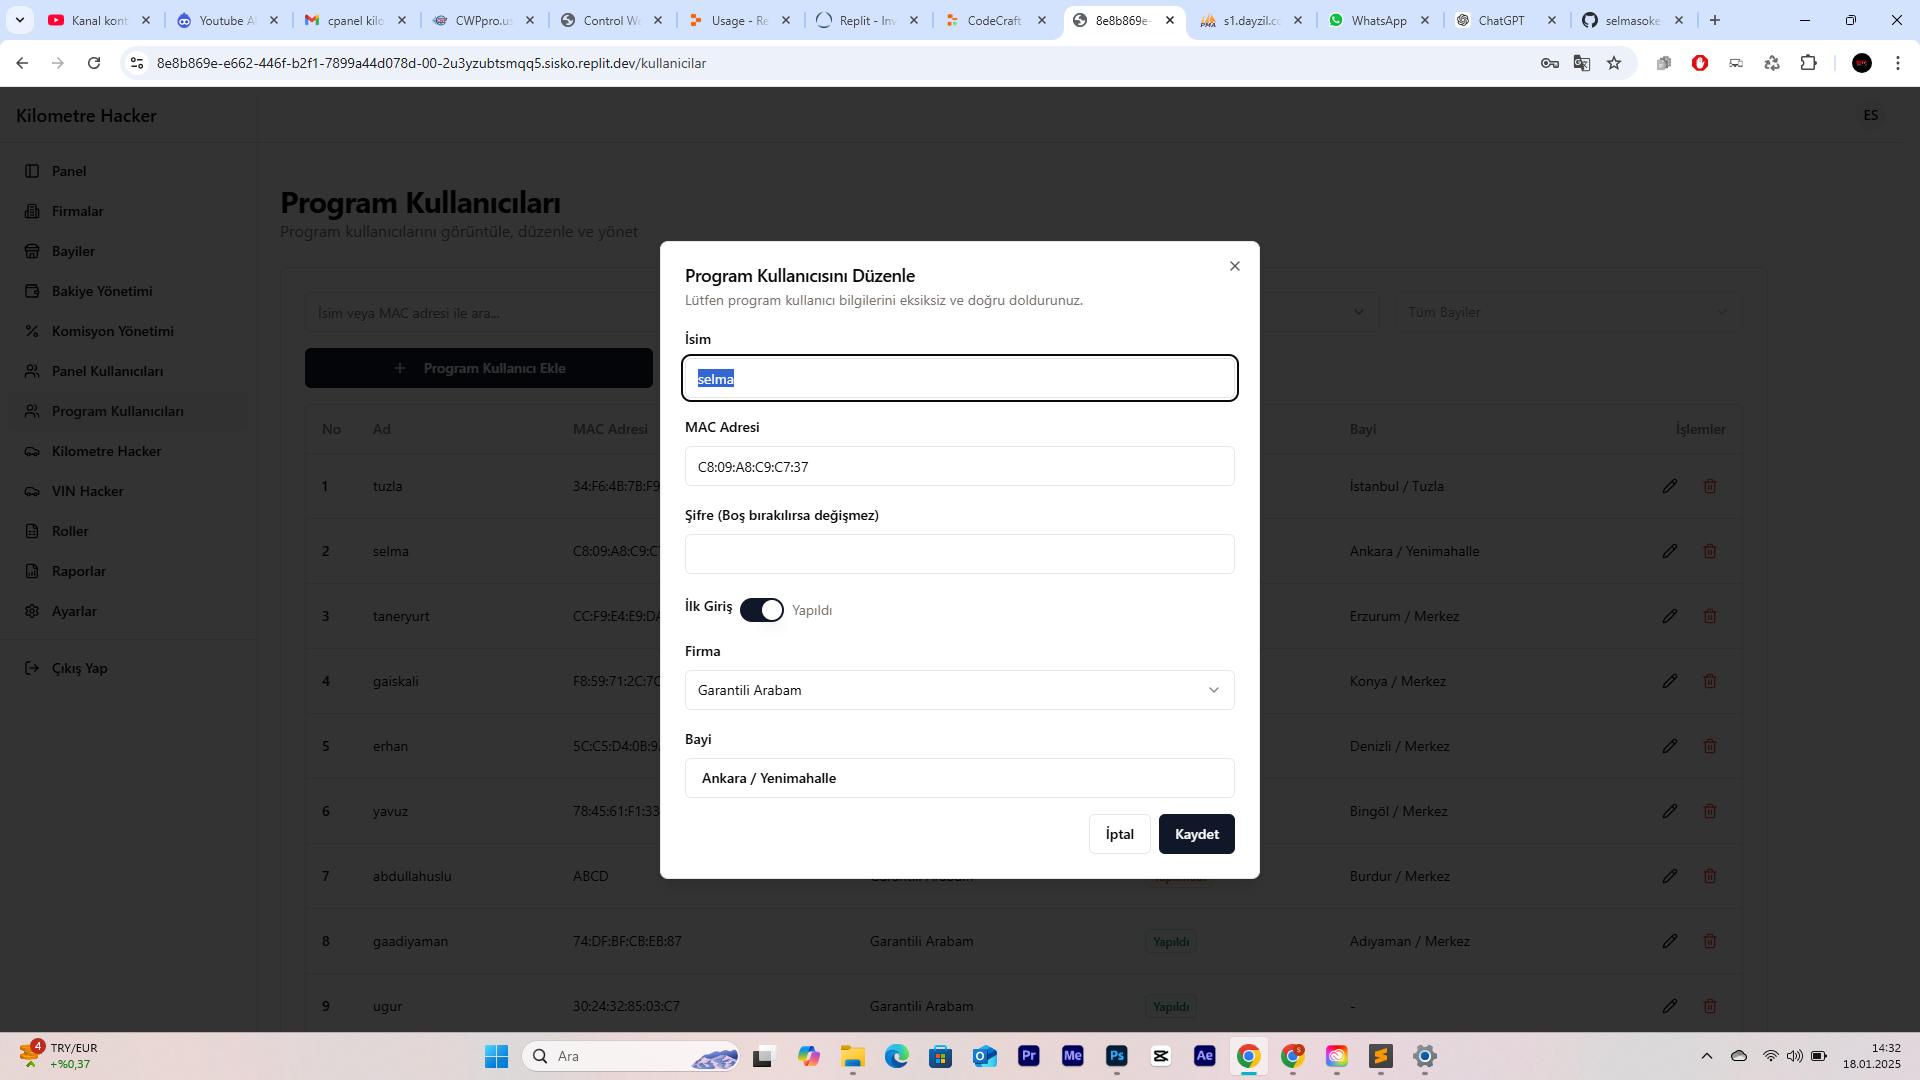 Kanal kont
Youtube A
cpanel kilo
CWPpro.us
Control We
Usage - Re
Replit - Inv
CodeCraft
8e8b869e-
s1.dayzil.co
WhatsApp
ChatGPT
selmasoke
8e8b869e-e662-446f-b2f1-7899a44d078d-00-2u3yzubtsmqq5.sisko.replit.dev/kullanicilar
Kilometre Hacker
ES
Panel
Firmalar
Bayiler
Bakiye Yönetimi
Komisyon Yönetimi
Panel Kullanıcıları
Program Kullanıcıları
Kilometre Hacker
VIN Hacker
Roller
Raporlar
Ayarlar
Çıkış Yap
Program Kullanıcıları
Program kullanıcılarını görüntüle, düzenle ve yönet
İsim veya MAC adresi ile ara...
Tüm Bayiler
+ Program Kullanıcı Ekle
No Ad MAC Adresi Bayi İşlemler
1 tuzla 34:F6:4B:7B:F9 İstanbul / Tuzla
2 selma C8:09:A8:C9:C7 Ankara / Yenimahalle
3 taneryurt CC:F9:E4:E9:DA Erzurum / Merkez
4 gaiskali F8:59:71:2C:7C Konya / Merkez
5 erhan 5C:C5:D4:0B:9 Denizli / Merkez
6 yavuz 78:45:61:F1:33 Bingöl / Merkez
7 abdullahuslu ABCD Burdur / Merkez
8 gaadiyaman 74:DF:BF:CB:EB:87 Garantili Arabam Yapıldı Adıyaman / Merkez
9 ugur 30:24:32:85:03:C7 Garantili Arabam Yapıldı -
Program Kullanıcısını Düzenle
Lütfen program kullanıcı bilgilerini eksiksiz ve doğru doldurunuz.
İsim
selma
MAC Adresi
C8:09:A8:C9:C7:37
Şifre (Boş bırakılırsa değişmez)
İlk Giriş Yapıldı
Firma
Garantili Arabam
Bayi
Ankara / Yenimahalle
İptal
Kaydet
4
TRY/EUR
+%0,37
Ara
Pr
Me
Ps
Ae
14:32
18.01.2025